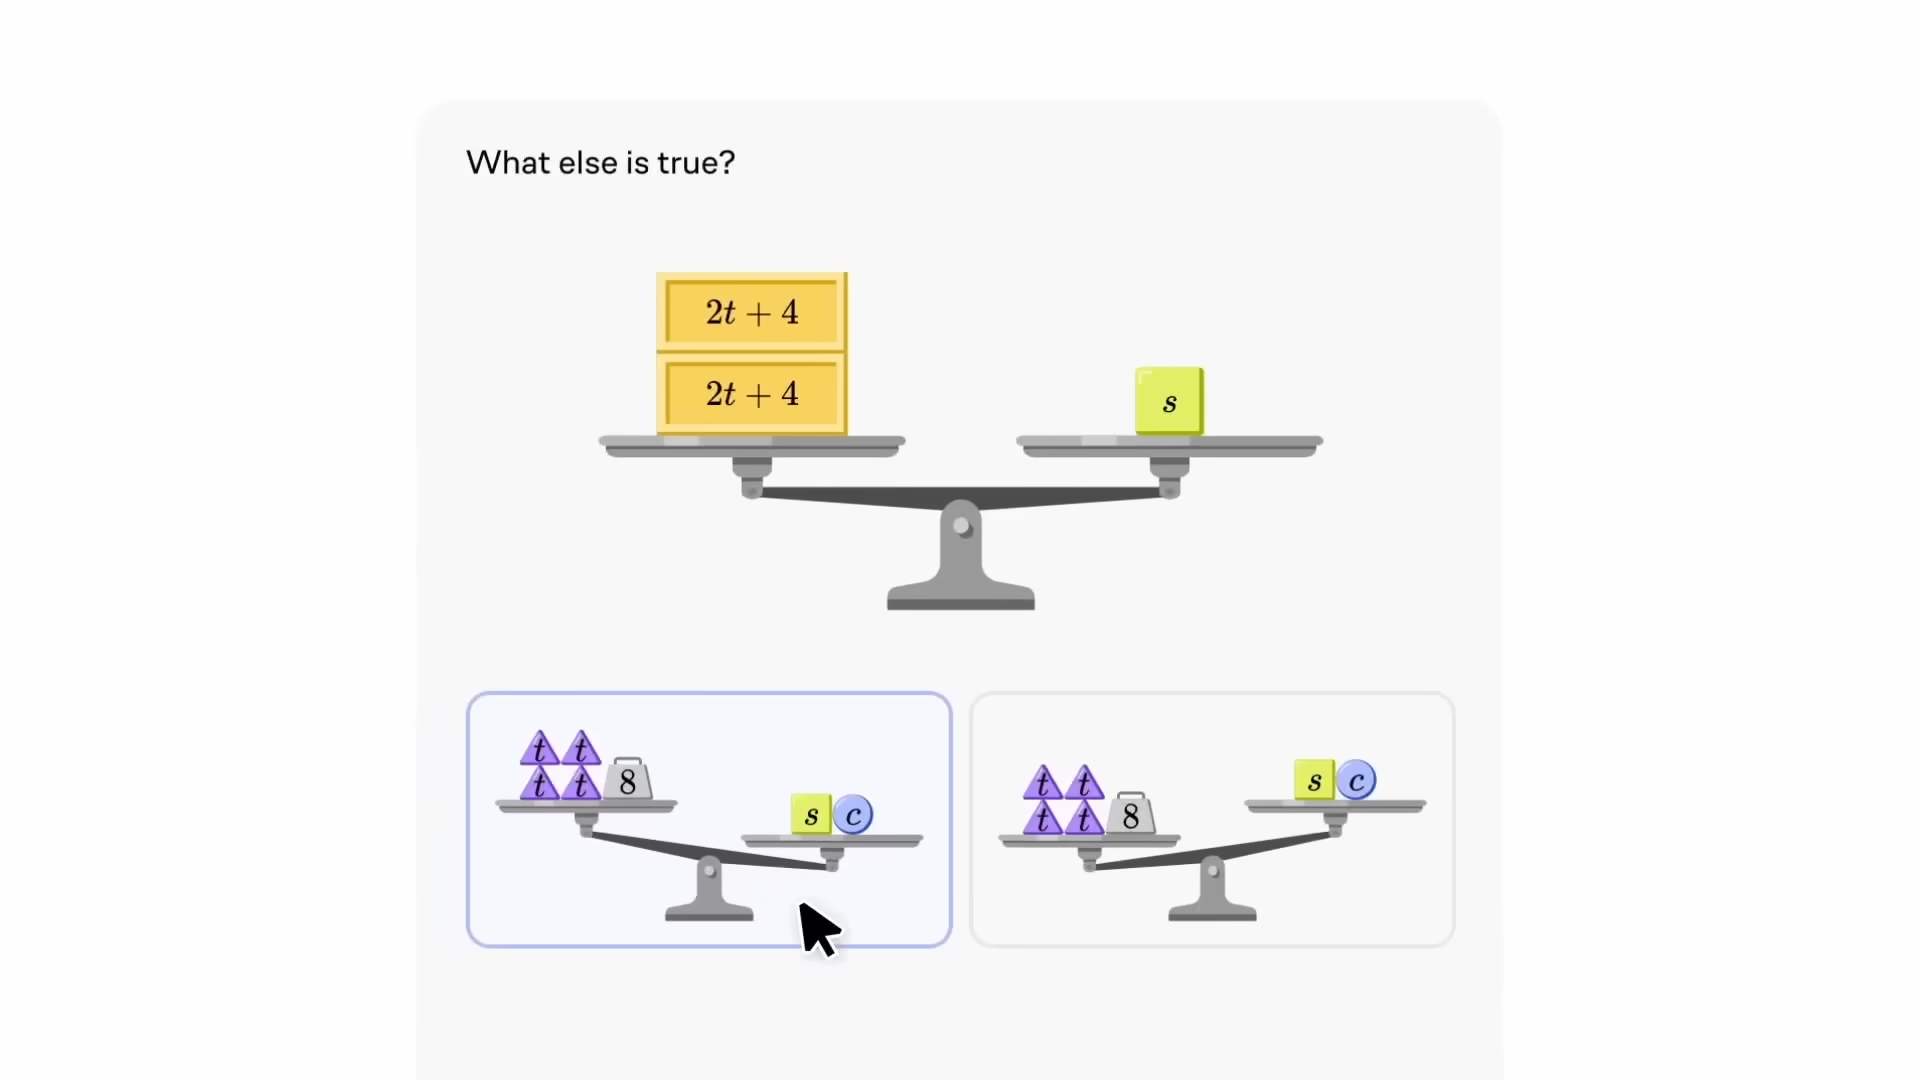 What else is true?
2t + 4
2t + 4
s
t t
t t 8
s c
t t
t t 8
s c